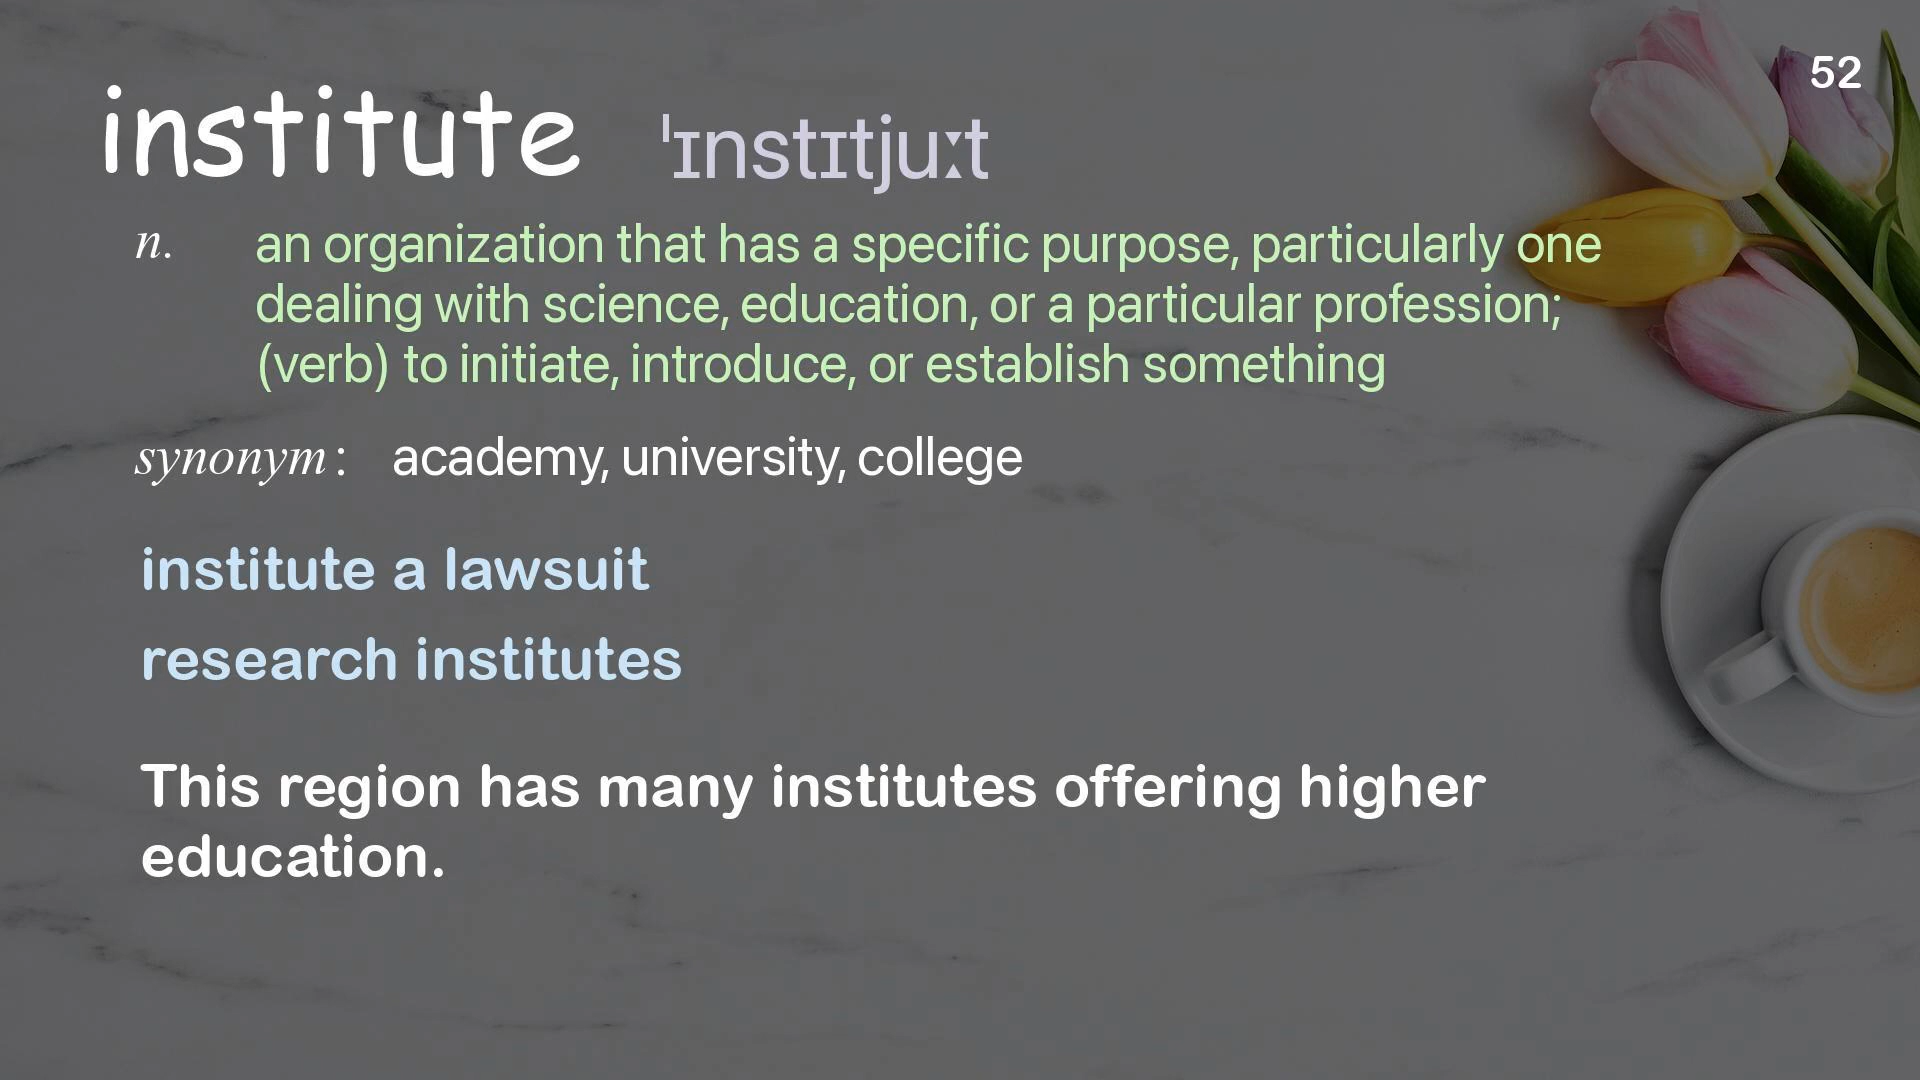 52
institute ˈɪnstɪtjuːt
n. an organization that has a specific purpose, particularly one
dealing with science, education, or a particular profession;
(verb) to initiate, introduce, or establish something
synonym : academy, university, college
institute a lawsuit
research institutes
This region has many institutes offering higher
education.